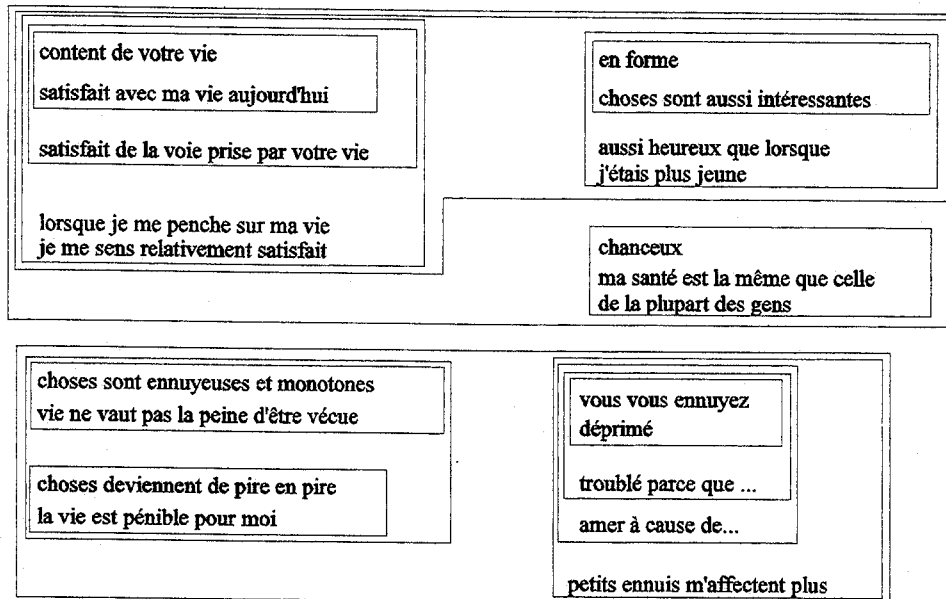 content de votre vie
satisfait avec ma vie aujourd'hui
satisfait de la voie prise par votre vie
lorsque je me penche sur ma vie
je me sens relativement satisfait
en forme
choses sont aussi intéressantes
aussi heureux que lorsque
j'étais plus jeune
chanceux
ma santé est la même que celle
de la plupart des gens
choses sont ennuyeuses et monotones
vie ne vaut pas la peine d'être vécue
choses deviennent de pire en pire
la vie est pénible pour moi
vous vous ennuyez
déprimé
troublé parce que ...
amer à cause de...
petits ennuis m'affectent plus